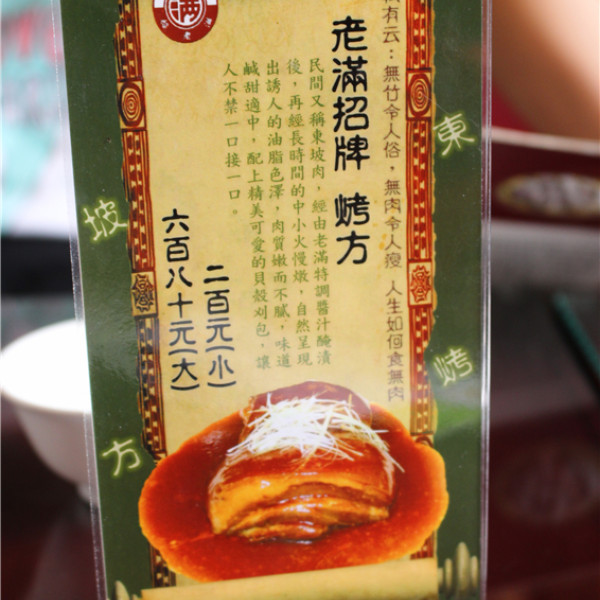 有云：無竹令人俗，無肉令人瘦 人生如何食無肉
老滿招牌 烤方
民間又稱東坡肉，經由老滿特調醬汁醃漬
後，再經長時間的中小火慢燉，自然呈現
出誘人的油脂色澤，肉質嫩而不膩，味道
鹹甜適中，配上精美可愛的貝殼刈包，讓
人不禁一口接一口。
二百元(小)
六百八十元(大)
東
坡
烤
方